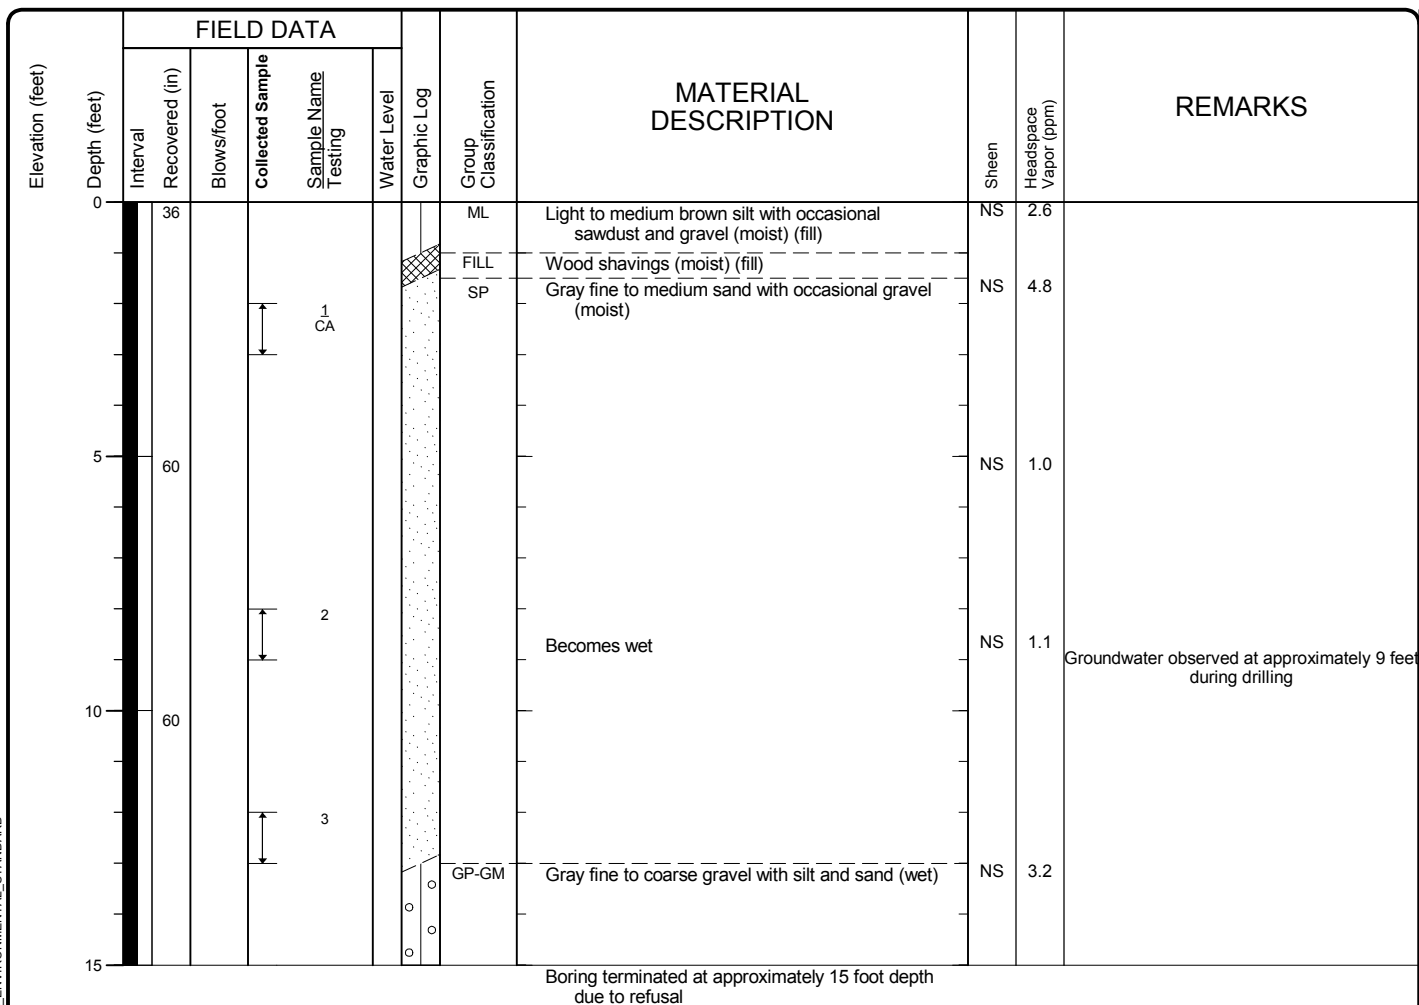 FIELD DATA
Elevation (feet)
Depth (feet)
Interval
Recovered (in)
Blows/foot
Collected Sample
Sample Name
Testing
Water Level
Graphic Log
Group
Classification
MATERIAL
DESCRIPTION
Sheen
Headspace
Vapor (ppm)
REMARKS
0
36
ML
Light to medium brown silt with occasional
sawdust and gravel (moist) (fill)
NS
2.6
FILL
Wood shavings (moist) (fill)
SP
Gray fine to medium sand with occasional gravel
(moist)
NS
4.8
1
CA
5
60
NS
1.0
2
Becomes wet
NS
1.1
Groundwater observed at approximately 9 feet
during drilling
10
60
3
GP-GM
Gray fine to coarse gravel with silt and sand (wet)
NS
3.2
15
Boring terminated at approximately 15 foot depth
due to refusal